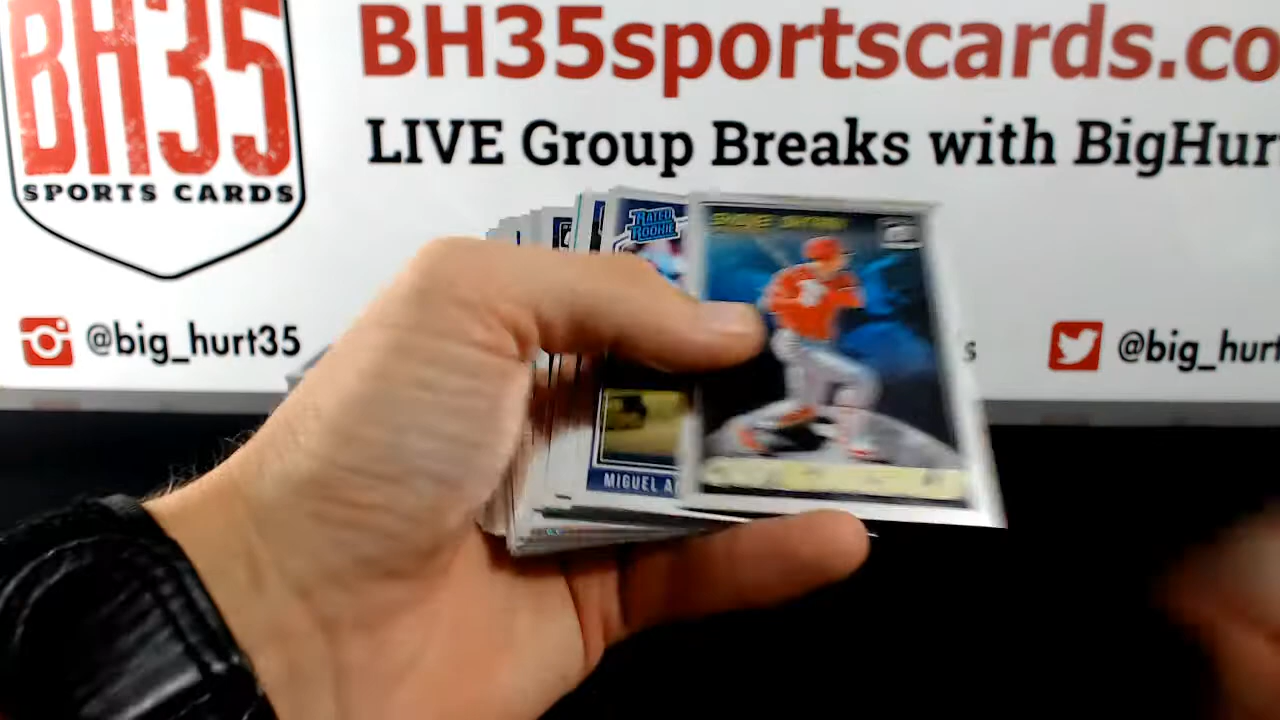 BH35
SPORTS CARDS
BH35sportscards.co
LIVE Group Breaks with BigHur
@big_hurt35
@big_hurt
RATED
ROOKIE
MIGUEL A